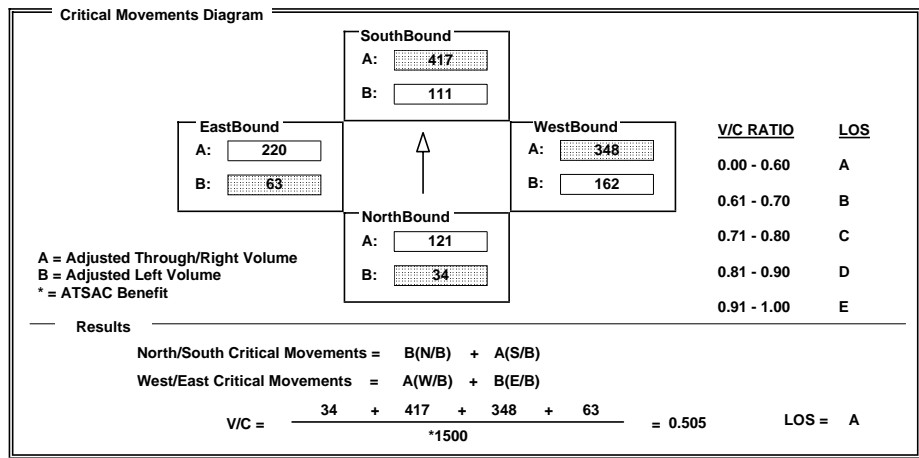 Critical Movements Diagram
SouthBound
A: 417
B: 111
EastBound
A: 220
B: 63
WestBound
A: 348
B: 162
NorthBound
A: 121
B: 34
V/C RATIO LOS
0.00 - 0.60 A
0.61 - 0.70 B
0.71 - 0.80 C
0.81 - 0.90 D
0.91 - 1.00 E
A = Adjusted Through/Right Volume
B = Adjusted Left Volume
* = ATSAC Benefit
Results
North/South Critical Movements = B(N/B) + A(S/B)
West/East Critical Movements = A(W/B) + B(E/B)
V/C = 34 + 417 + 348 + 63 = 0.505 LOS = A
*1500